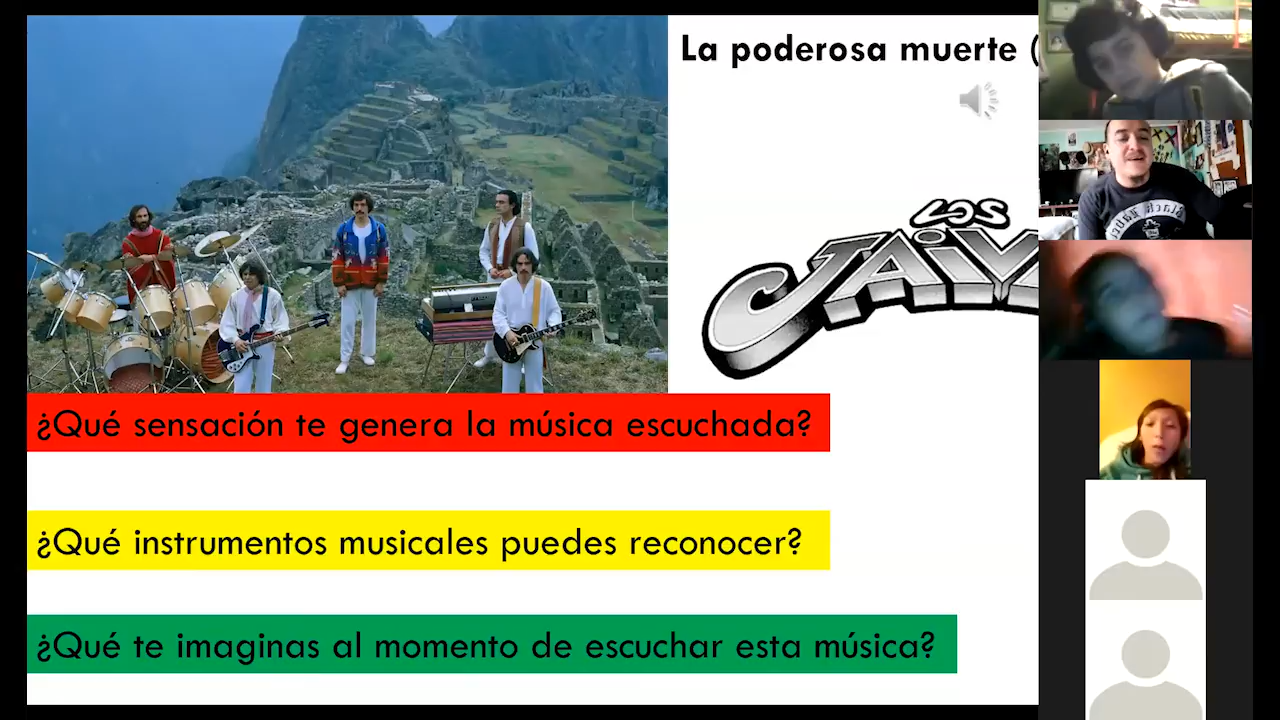 La poderosa muerte (
LOS
JAIV
¿Qué sensación te genera la música escuchada?
¿Qué instrumentos musicales puedes reconocer?
¿Qué te imaginas al momento de escuchar esta música?